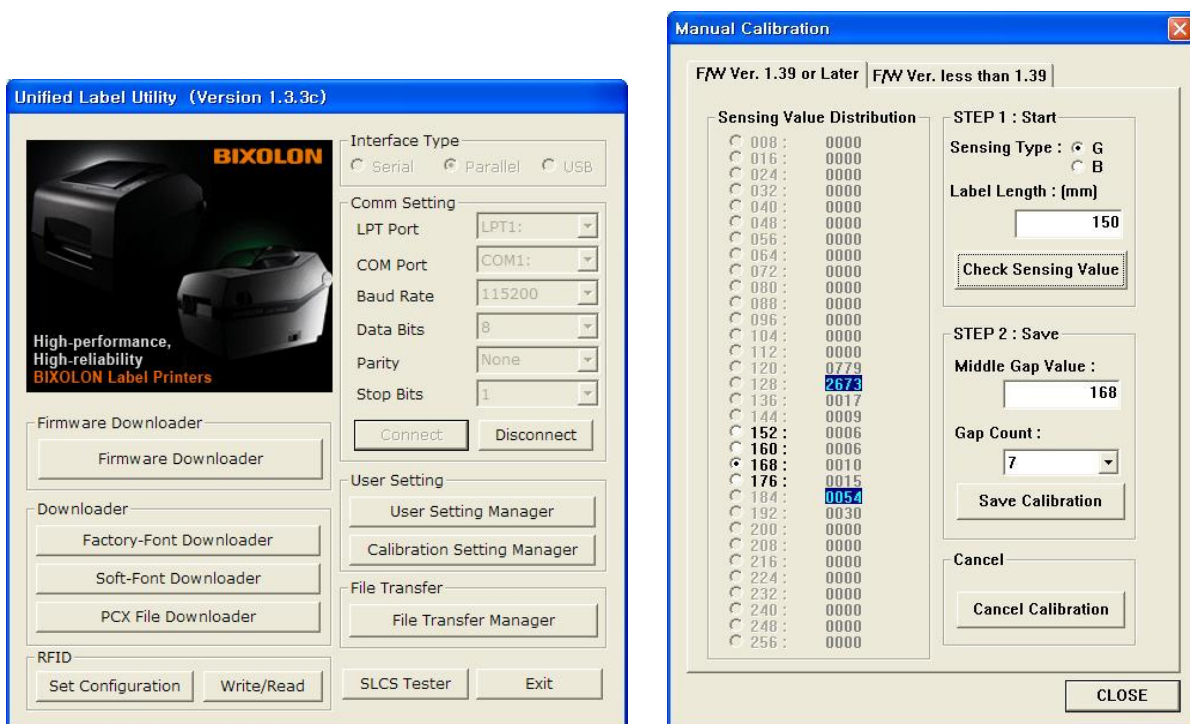 Unified Label Utility (Version 1.3.3c)
BIXOLON
High-performance,
High-reliability
BIXOLON Label Printers
Firmware Downloader
Firmware Downloader
Downloader
Factory-Font Downloader
Soft-Font Downloader
PCX File Downloader
RFID
Set Configuration
Write/Read
Interface Type
Serial Parallel USB
Comm Setting
LPT Port LPT1:
COM Port COM1:
Baud Rate 115200
Data Bits 8
Parity None
Stop Bits 1
Connect Disconnect
User Setting
User Setting Manager
Calibration Setting Manager
File Transfer
File Transfer Manager
SLCS Tester Exit
Manual Calibration
F/W Ver. 1.39 or Later F/W Ver. less than 1.39
Sensing Value Distribution
008 : 0000
016 : 0000
024 : 0000
032 : 0000
040 : 0000
048 : 0000
056 : 0000
064 : 0000
072 : 0000
080 : 0000
088 : 0000
096 : 0000
104 : 0000
112 : 0000
120 : 0779
128 : 2673
136 : 0017
144 : 0009
152 : 0006
160 : 0006
168 : 0010
176 : 0015
184 : 0054
192 : 0030
200 : 0000
208 : 0000
216 : 0000
224 : 0000
232 : 0000
240 : 0000
248 : 0000
256 : 0000
STEP 1 : Start
Sensing Type : G
B
Label Length : (mm)
150
Check Sensing Value
STEP 2 : Save
Middle Gap Value :
168
Gap Count :
7
Save Calibration
Cancel
Cancel Calibration
CLOSE